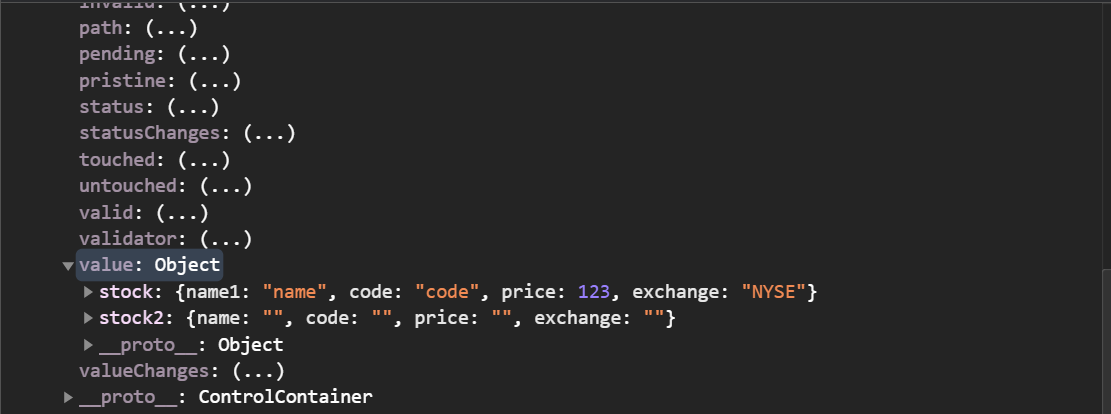 invalid: (...)
path: (...)
pending: (...)
pristine: (...)
status: (...)
statusChanges: (...)
touched: (...)
untouched: (...)
valid: (...)
validator: (...)
value: Object
stock: {name1: "name", code: "code", price: 123, exchange: "NYSE"}
stock2: {name: "", code: "", price: "", exchange: ""}
__proto__: Object
valueChanges: (...)
__proto__: ControlContainer